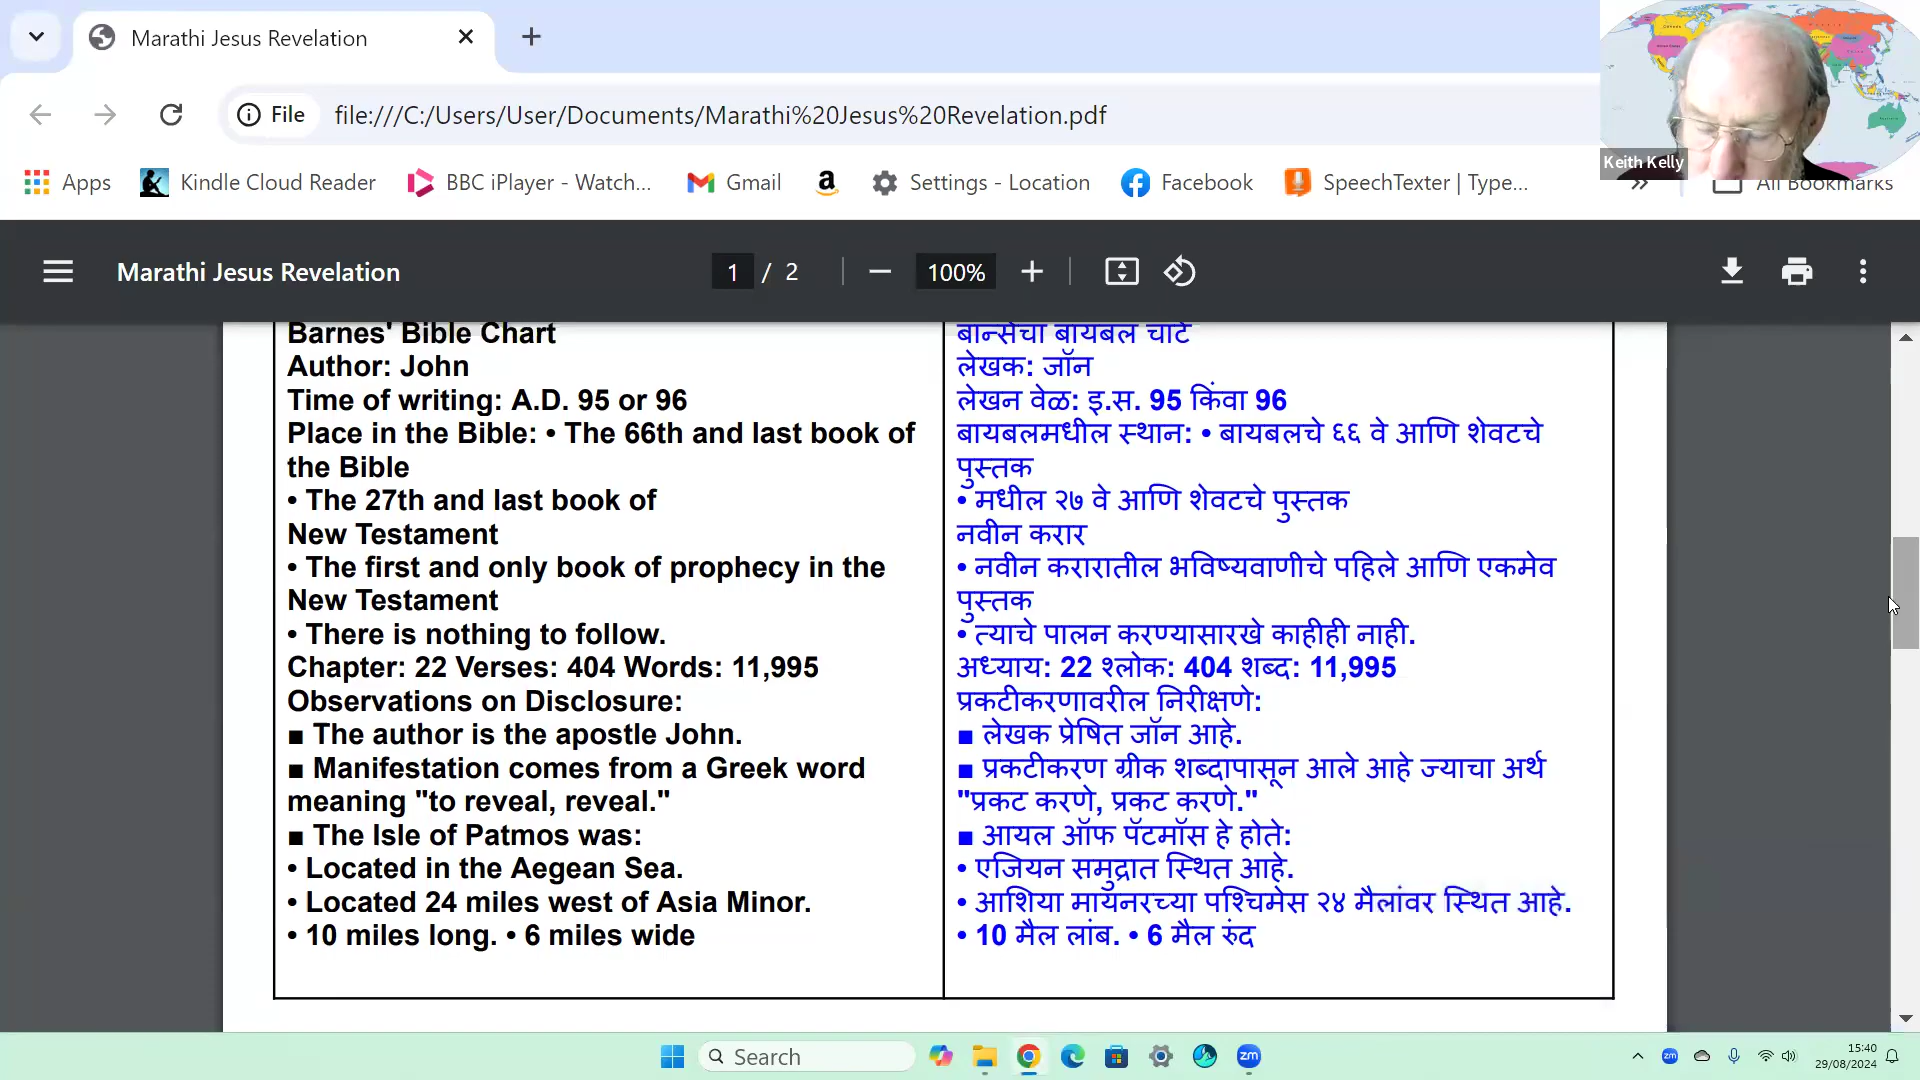 Marathi Jesus Revelation
File file:///C:/Users/User/Documents/Marathi%20Jesus%20Revelation.pdf
Keith Kelly
Apps Kindle Cloud Reader BBC iPlayer - Watch... Gmail Settings - Location Facebook SpeechTexter | Type... » All Bookmarks
Marathi Jesus Revelation 1 / 2 100%
Barnes' Bible Chart
Author: John
Time of writing: A.D. 95 or 96
Place in the Bible: • The 66th and last book of
the Bible
• The 27th and last book of
New Testament
• The first and only book of prophecy in the
New Testament
• There is nothing to follow.
Chapter: 22 Verses: 404 Words: 11,995
Observations on Disclosure:
■ The author is the apostle John.
■ Manifestation comes from a Greek word
meaning "to reveal, reveal."
■ The Isle of Patmos was:
• Located in the Aegean Sea.
• Located 24 miles west of Asia Minor.
• 10 miles long. • 6 miles wide
बार्न्सचा बायबल चार्ट
लेखक: जॉन
लेखन वेळ: इ.स. 95 किंवा 96
बायबलमधील स्थान: • बायबलचे ६६ वे आणि शेवटचे
पुस्तक
• मधील २७ वे आणि शेवटचे पुस्तक
नवीन करार
• नवीन करारातील भविष्यवाणीचे पहिले आणि एकमेव
पुस्तक
• त्याचे पालन करण्यासारखे काहीही नाही.
अध्याय: 22 श्लोक: 404 शब्द: 11,995
प्रकटीकरणावरील निरीक्षणे:
■ लेखक प्रेषित जॉन आहे.
■ प्रकटीकरण ग्रीक शब्दापासून आले आहे ज्याचा अर्थ
"प्रकट करणे, प्रकट करणे."
■ आयल ऑफ पॅटमॉस हे होते:
• एजियन समुद्रात स्थित आहे.
• आशिया मायनरच्या पश्चिमेस २४ मैलांवर स्थित आहे.
• 10 मैल लांब. • 6 मैल रुंद
Search
zm
zm
15:40
29/08/2024